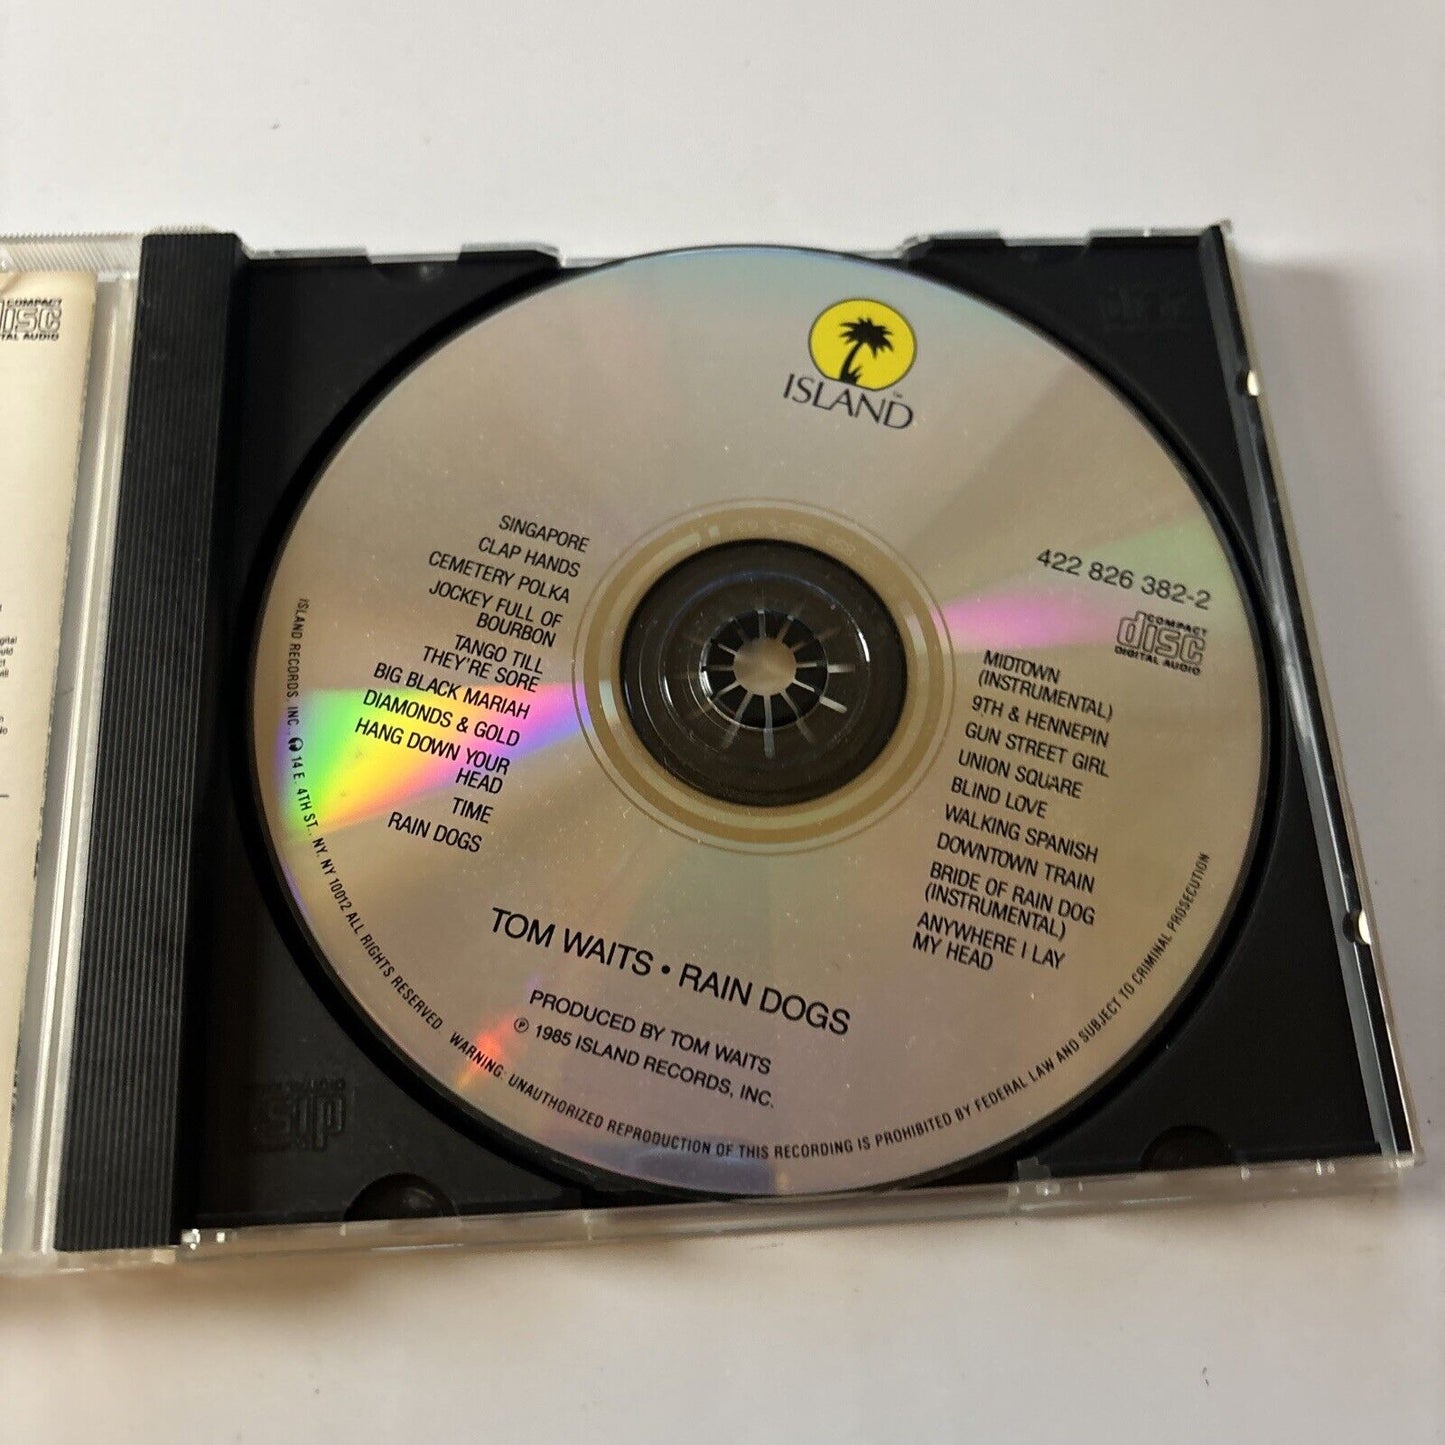 COMPACT
disc
DIGITAL AUDIO
ISLAND
SINGAPORE
CLAP HANDS
CEMETERY POLKA
JOCKEY FULL OF
BOURBON
TANGO TILL
THEY'RE SORE
BIG BLACK MARIAH
DIAMONDS & GOLD
HANG DOWN YOUR
HEAD
TIME
RAIN DOGS
422 826 382-2
COMPACT
disc
DIGITAL AUDIO
MIDTOWN
(INSTRUMENTAL)
9TH & HENNEPIN
GUN STREET GIRL
UNION SQUARE
BLIND LOVE
WALKING SPANISH
DOWNTOWN TRAIN
BRIDE OF RAIN DOG
(INSTRUMENTAL)
ANYWHERE I LAY
MY HEAD
TOM WAITS • RAIN DOGS
PRODUCED BY TOM WAITS
℗ 1985 ISLAND RECORDS, INC.
ISLAND RECORDS, INC., 14 E. 4TH ST., NY, NY 10012 ALL RIGHTS RESERVED. WARNING: UNAUTHORIZED REPRODUCTION OF THIS RECORDING IS PROHIBITED BY FEDERAL LAW AND SUBJECT TO CRIMINAL PROSECUTION